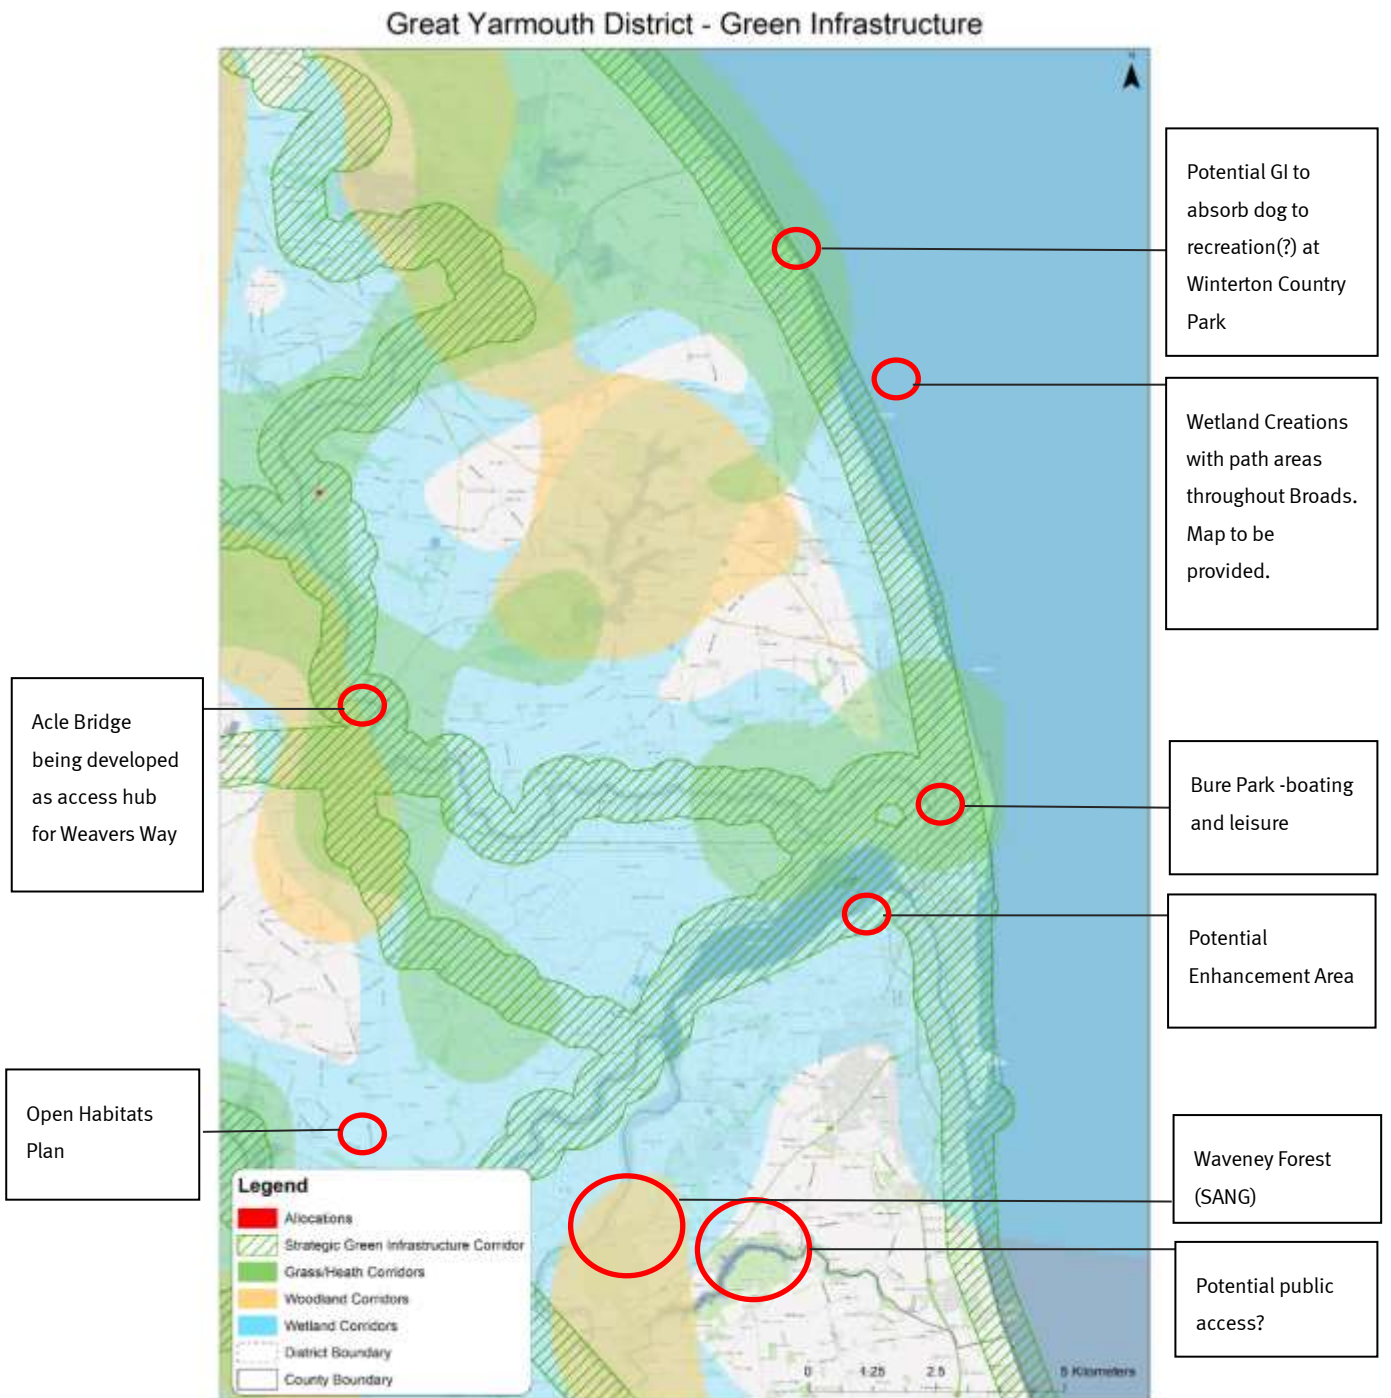 Great Yarmouth District - Green Infrastructure
Potential GI to
absorb dog to
recreation(?) at
Winterton Country
Park
Wetland Creations
with path areas
throughout Broads.
Map to be
provided.
Acle Bridge
being developed
as access hub
for Weavers Way
Bure Park -boating
and leisure
Potential
Enhancement Area
Open Habitats
Plan
Waveney Forest
(SANG)
Potential public
access?
Legend
Allocations
Strategic Green Infrastructure Corridor
Grass/Heath Corridors
Woodland Corridors
Wetland Corridors
District Boundary
County Boundary
0 1.25 2.5 5 Kilometers